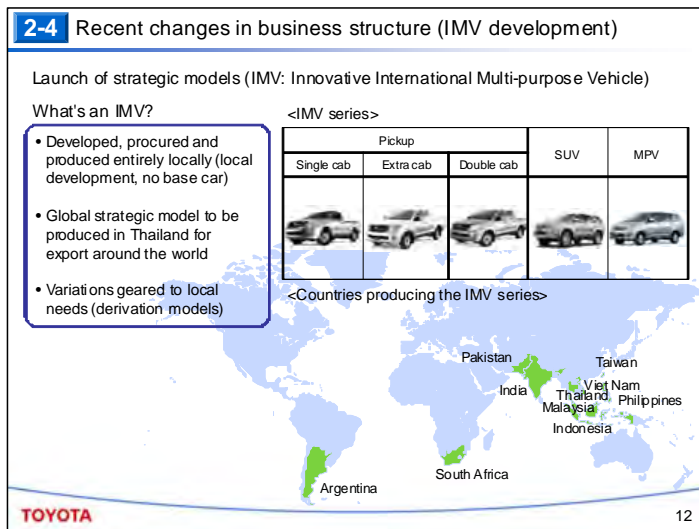 2-4 Recent changes in business structure (IMV development)
Launch of strategic models (IMV: Innovative International Multi-purpose Vehicle)
What's an IMV?
• Developed, procured and
produced entirely locally (local
development, no base car)
• Global strategic model to be
produced in Thailand for
export around the world
• Variations geared to local
needs (derivation models)
<IMV series>
Pickup
SUV
MPV
Single cab
Extra cab
Double cab
<Countries producing the IMV series>
Pakistan
Taiwan
India
Viet Nam
Thailand
Philippines
Malaysia
Indonesia
South Africa
Argentina
TOYOTA
12